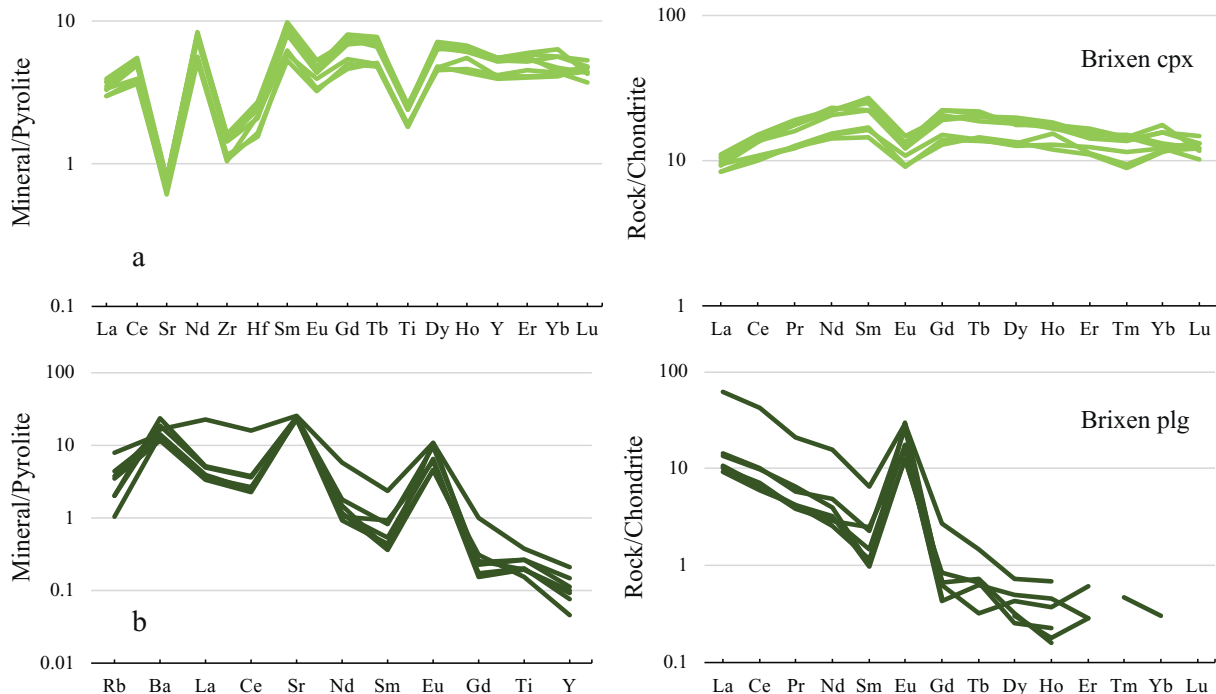 10
1
0.1
Mineral/Pyrolite
a
La Ce Sr Nd Zr Hf Sm Eu Gd Tb Ti Dy Ho Y Er Yb Lu
100
10
1
Rock/Chondrite
Brixen cpx
La Ce Pr Nd Sm Eu Gd Tb Dy Ho Er Tm Yb Lu
100
10
1
0.1
0.01
Mineral/Pyrolite
b
Rb Ba La Ce Sr Nd Sm Eu Gd Ti Y
100
10
1
0.1
Rock/Chondrite
Brixen plg
La Ce Pr Nd Sm Eu Gd Tb Dy Ho Er Tm Yb Lu